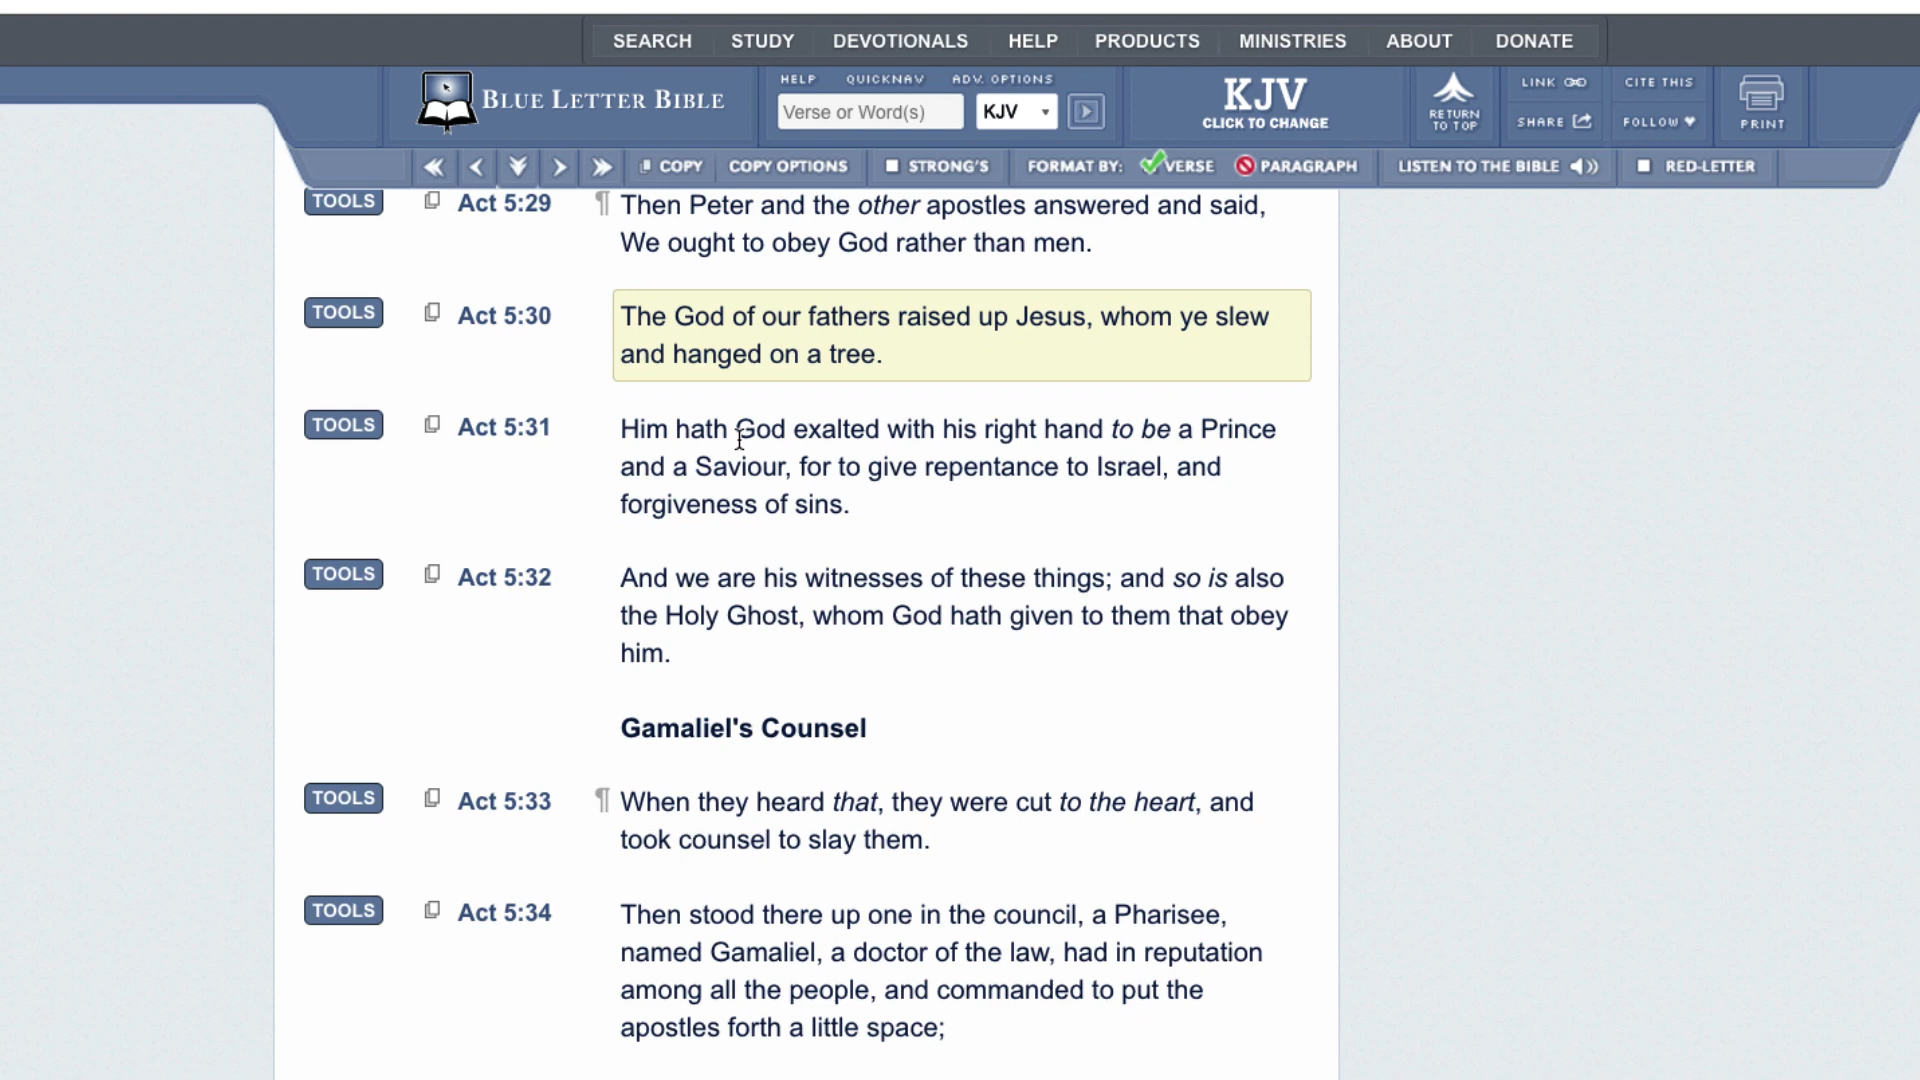 SEARCH STUDY DEVOTIONALS HELP PRODUCTS MINISTRIES ABOUT DONATE
BLUE LETTER BIBLE
HELP QUICKNAV ADV. OPTIONS
Verse or Word(s) KJV
KJV
CLICK TO CHANGE
RETURN
TO TOP
LINK
SHARE
CITE THIS
FOLLOW
PRINT
COPY COPY OPTIONS STRONG'S FORMAT BY: VERSE PARAGRAPH LISTEN TO THE BIBLE RED-LETTER
TOOLS Act 5:29 ¶ Then Peter and the other apostles answered and said,
We ought to obey God rather than men.
TOOLS Act 5:30 The God of our fathers raised up Jesus, whom ye slew
and hanged on a tree.
TOOLS Act 5:31 Him hath God exalted with his right hand to be a Prince
and a Saviour, for to give repentance to Israel, and
forgiveness of sins.
TOOLS Act 5:32 And we are his witnesses of these things; and so is also
the Holy Ghost, whom God hath given to them that obey
him.
Gamaliel's Counsel
TOOLS Act 5:33 ¶ When they heard that, they were cut to the heart, and
took counsel to slay them.
TOOLS Act 5:34 Then stood there up one in the council, a Pharisee,
named Gamaliel, a doctor of the law, had in reputation
among all the people, and commanded to put the
apostles forth a little space;